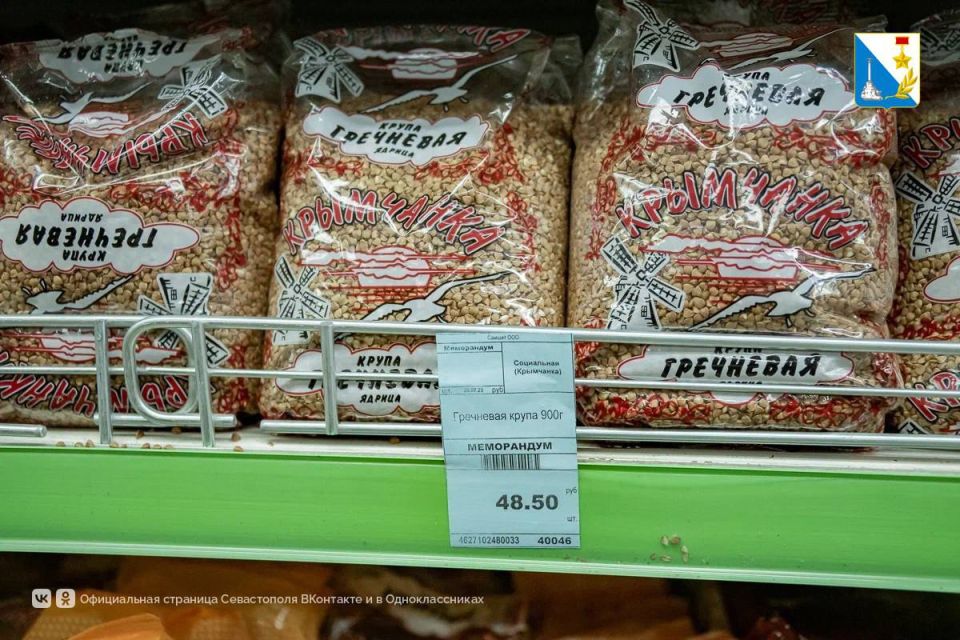 КРУПА
ГРЕЧНЕВАЯ
КРЫМЧАНКА
КРУПА
ГРЕЧНЕВАЯ
КРУПА
ГРЕЧНЕВАЯ
ЯДРИЦА
КРЫМЧАНКА
КРУПА
ЯДРИЦА
КРУПА
ГРЕЧНЕВАЯ
ЯДРИЦА
КРЫМЧАНКА
ГРЕЧНЕВАЯ
Меморандум
Социальная
(Крымчанка)
руб
Гречневая крупа 900г
МЕМОРАНДУМ
48.50
руб
шт.
4627102480033 40046
Официальная страница Севастополя ВКонтакте и в Одноклассниках